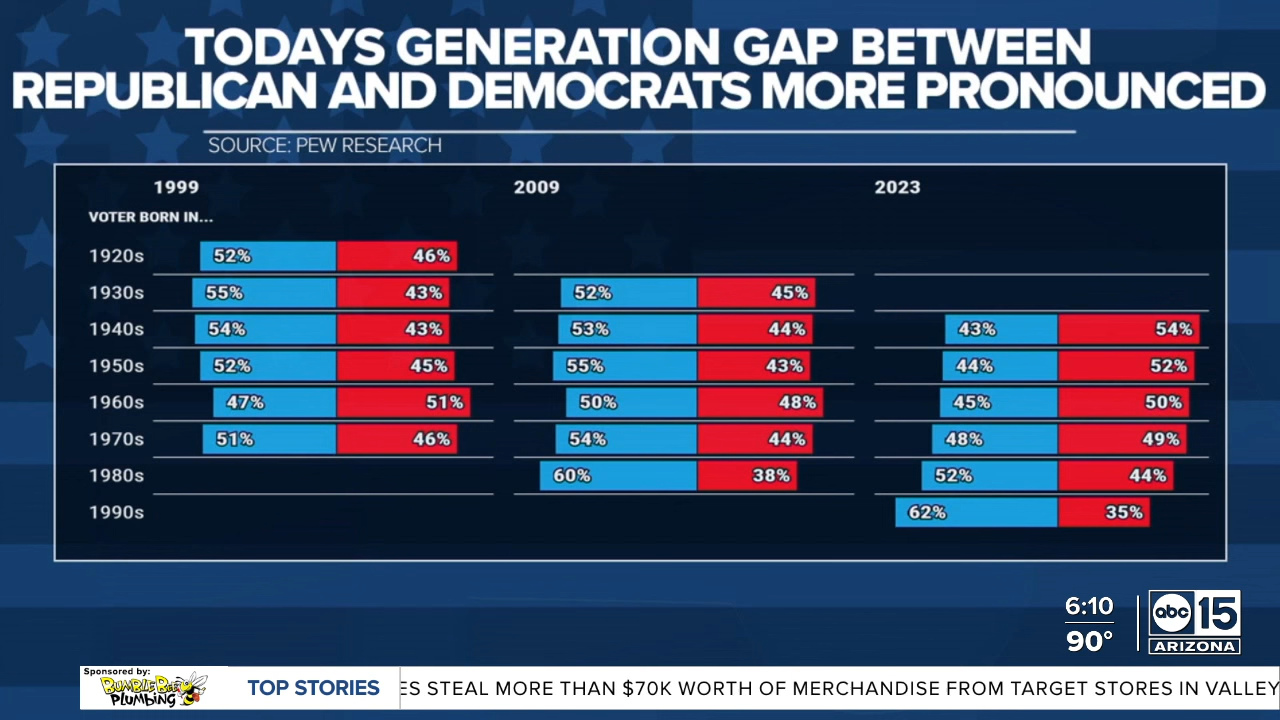 TODAYS GENERATION GAP BETWEEN
REPUBLICAN AND DEMOCRATS MORE PRONOUNCED
SOURCE: PEW RESEARCH
1999 2009 2023
VOTER BORN IN...
1920s 52% 46%
1930s 55% 43% 52% 45%
1940s 54% 43% 53% 44% 43% 54%
1950s 52% 45% 55% 43% 44% 52%
1960s 47% 51% 50% 48% 45% 50%
1970s 51% 46% 54% 44% 48% 49%
1980s 60% 38% 52% 44%
1990s 62% 35%
6:10
90°
abc 15
ARIZONA
Sponsored by:
BUMBLE BEE
PLUMBING
TOP STORIES
ES STEAL MORE THAN $70K WORTH OF MERCHANDISE FROM TARGET STORES IN VALLEY